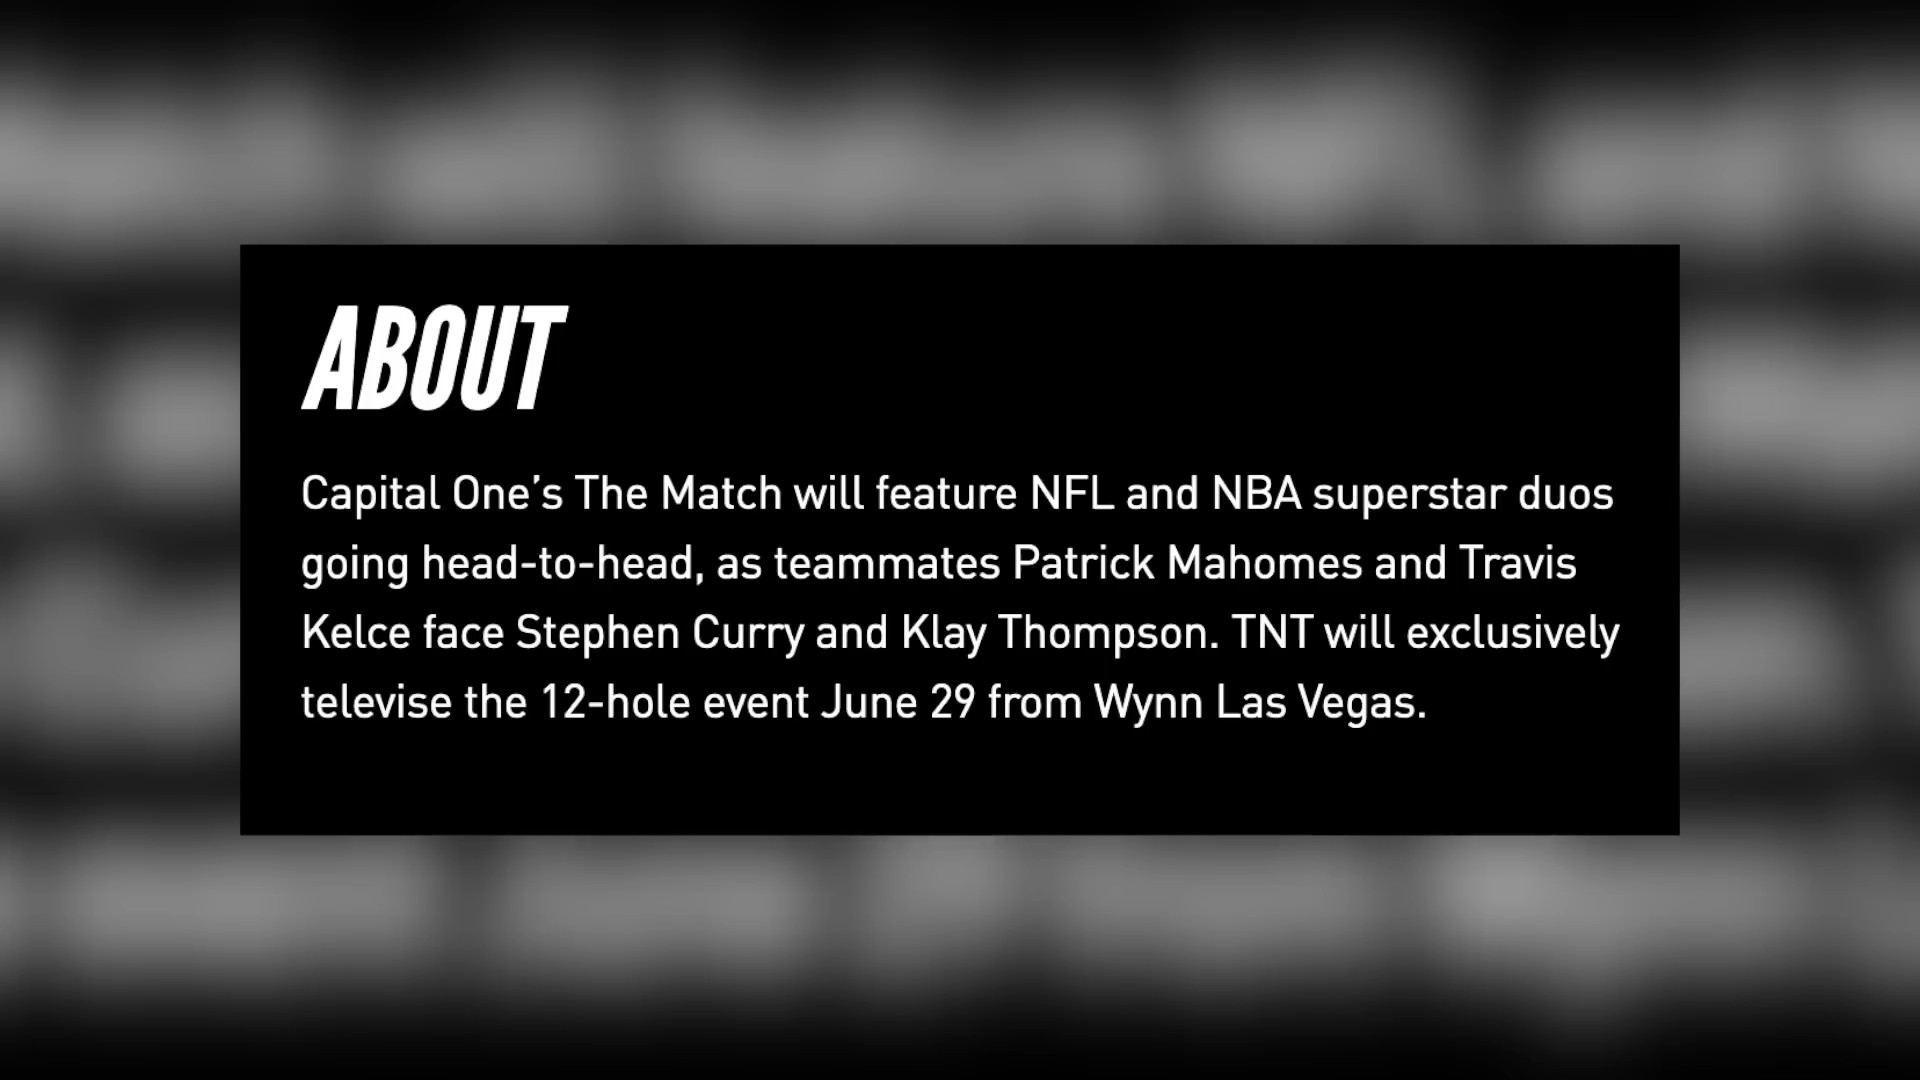 ABOUT
Capital One’s The Match will feature NFL and NBA superstar duos
going head-to-head, as teammates Patrick Mahomes and Travis
Kelce face Stephen Curry and Klay Thompson. TNT will exclusively
televise the 12-hole event June 29 from Wynn Las Vegas.